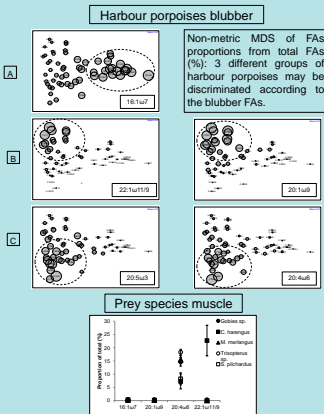 Harbour porpoises blubber
Non-metric MDS of FAs
proportions from total FAs
(%): 3 different groups of
harbour porpoises may be
discriminated according to
the blubber FAs.
A
16:1ω7
B
22:1ω11/9
20:1ω9
C
20:5ω3
20:4ω6
Prey species muscle
Proportion of total (%)
30
25
20
15
10
5
0
16:1ω7
20:1ω9
20:4ω6
22:1ω11/9
Gobies sp.
C. harengus
M. merlangus
Trisopterus
sp.
S. pilchardus